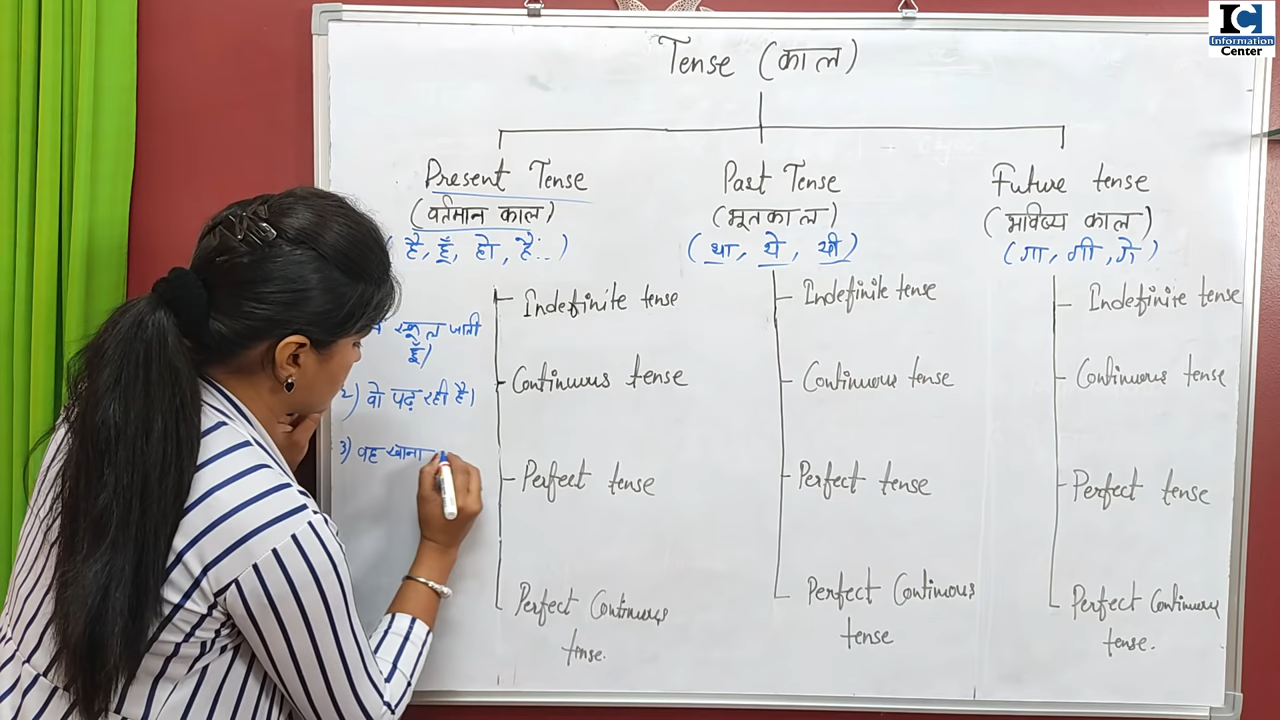 IC
Information
Center
Tense (काल)
Present Tense
(वर्तमान काल)
( है, हूँ, हो, हैं..)
Past Tense
(भूतकाल)
(था, थे, थी)
Future tense
(भविष्य काल)
(गा, गी, गे)
स्कूल जाती
हूँ।
2) वो पढ़ रही है।
3) वह खाना
Indefinite tense
Continuous tense
Perfect tense
Perfect Continuous
tense.
Indefinite tense
Continuous tense
Perfect tense
Perfect Continuous
tense
Indefinite tense
Continuous tense
Perfect tense
Perfect Continuous
tense.